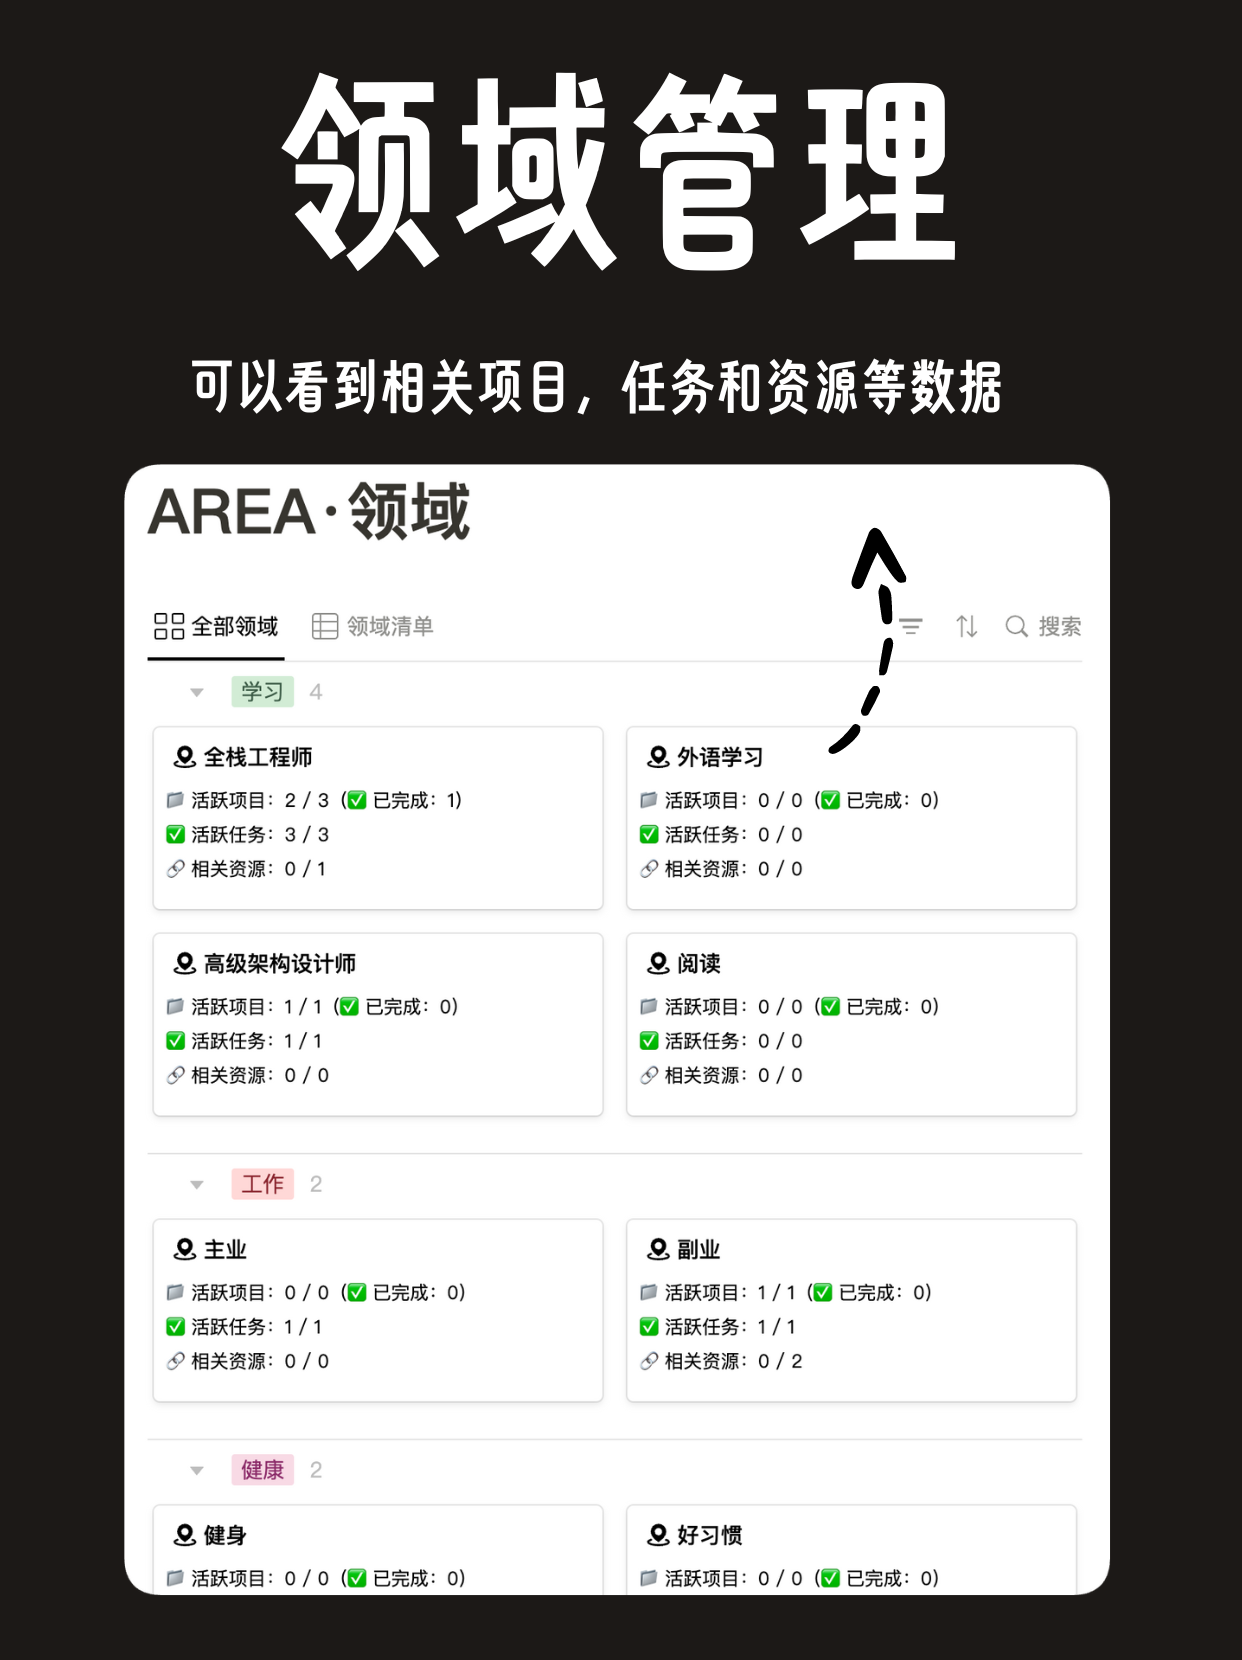 领域管理
可以看到相关项目，任务和资源等数据
AREA·领域
全部领域 领域清单 搜索
学习 4
全栈工程师 外语学习
活跃项目：2 / 3（✅ 已完成：1） 活跃项目：0 / 0（✅ 已完成：0）
✅ 活跃任务：3 / 3 ✅ 活跃任务：0 / 0
相关资源：0 / 1 相关资源：0 / 0
高级架构设计师 阅读
活跃项目：1 / 1（✅ 已完成：0） 活跃项目：0 / 0（✅ 已完成：0）
✅ 活跃任务：1 / 1 ✅ 活跃任务：0 / 0
相关资源：0 / 0 相关资源：0 / 0
工作 2
主业 副业
活跃项目：0 / 0（✅ 已完成：0） 活跃项目：1 / 1（✅ 已完成：0）
✅ 活跃任务：1 / 1 ✅ 活跃任务：1 / 1
相关资源：0 / 0 相关资源：0 / 2
健康 2
健身 好习惯
活跃项目：0 / 0（✅ 已完成：0） 活跃项目：0 / 0（✅ 已完成：0）